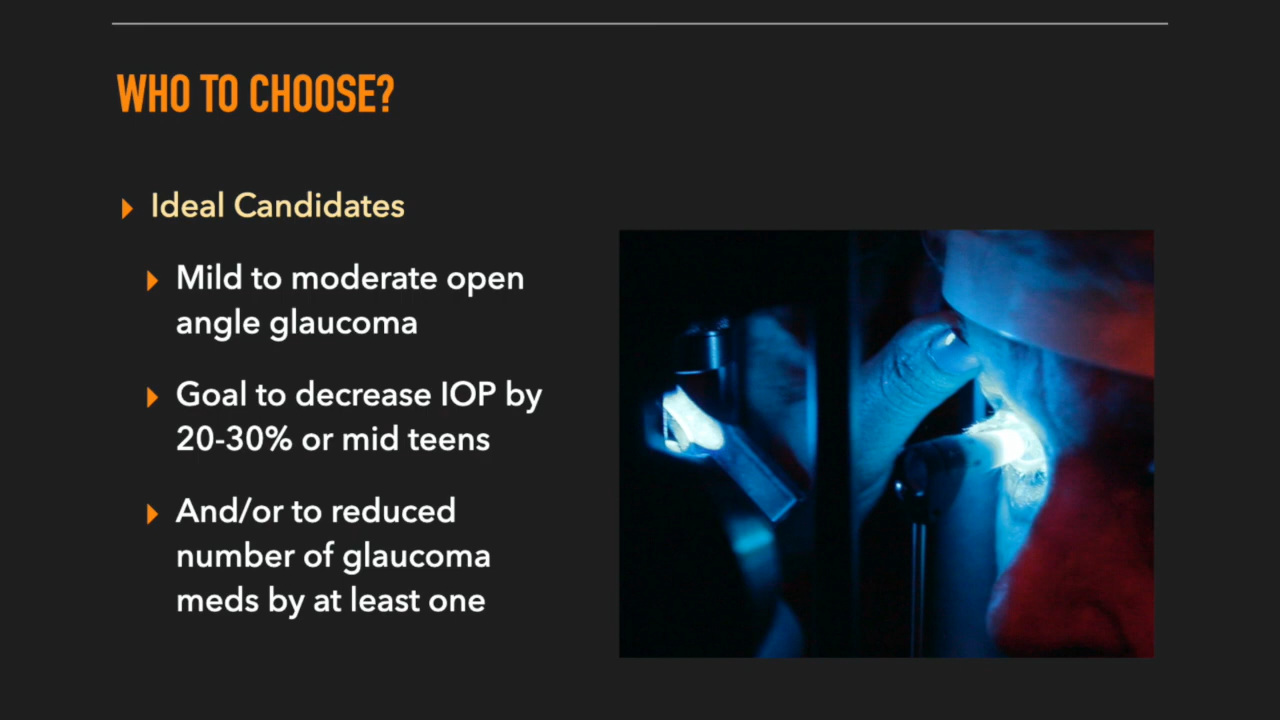 WHO TO CHOOSE?
Ideal Candidates
Mild to moderate open
angle glaucoma
Goal to decrease IOP by
20-30% or mid teens
And/or to reduced
number of glaucoma
meds by at least one